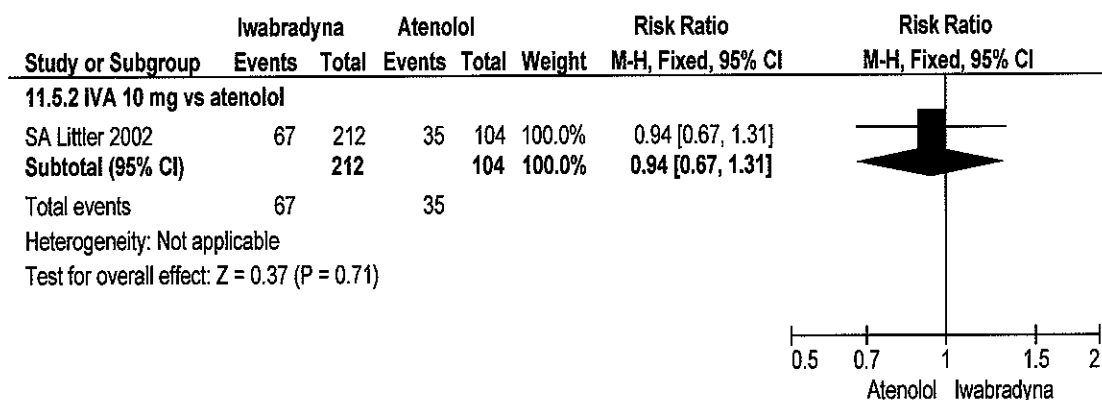 Iwabradyna Atenolol Risk Ratio Risk Ratio
Study or Subgroup Events Total Events Total Weight M-H, Fixed, 95% CI M-H, Fixed, 95% CI
11.5.2 IVA 10 mg vs atenolol
SA Littler 2002 67 212 35 104 100.0% 0.94 [0.67, 1.31]
Subtotal (95% CI) 212 104 100.0% 0.94 [0.67, 1.31]
Total events 67 35
Heterogeneity: Not applicable
Test for overall effect: Z = 0.37 (P = 0.71)
0.5 0.7 1 1.5 2
Atenolol Iwabradyna